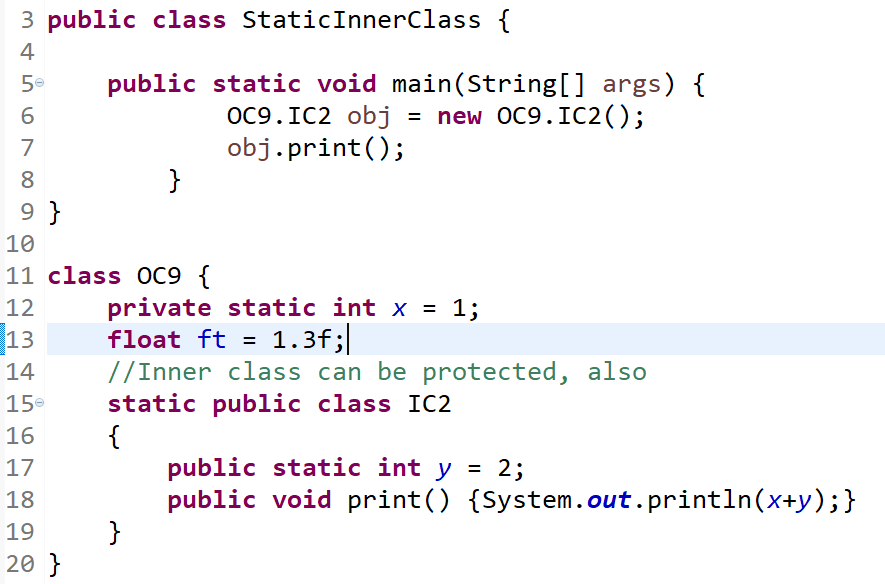 3 public class StaticInnerClass {
4
5 public static void main(String[] args) {
6 OC9.IC2 obj = new OC9.IC2();
7 obj.print();
8 }
9 }
10
11 class OC9 {
12 private static int x = 1;
13 float ft = 1.3f;
14 //Inner class can be protected, also
15 static public class IC2
16 {
17 public static int y = 2;
18 public void print() {System.out.println(x+y);}
19 }
20 }